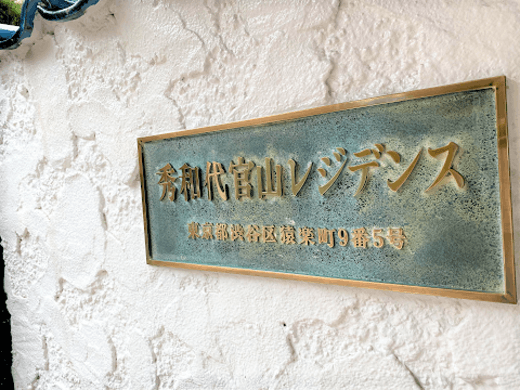 秀和代官山レジデンス
東京都渋谷区猿楽町9番5号